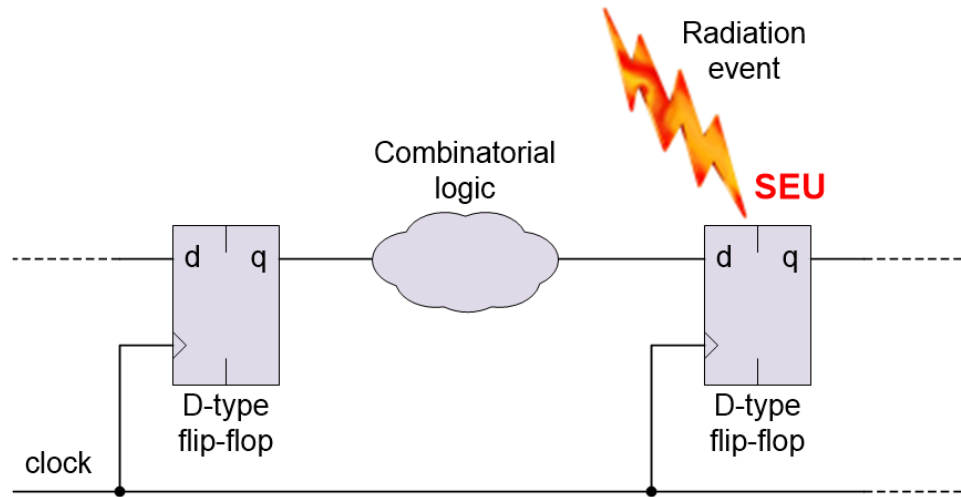 Radiation
event
Combinatorial
logic
SEU
d q
d q
D-type
flip-flop
D-type
flip-flop
clock